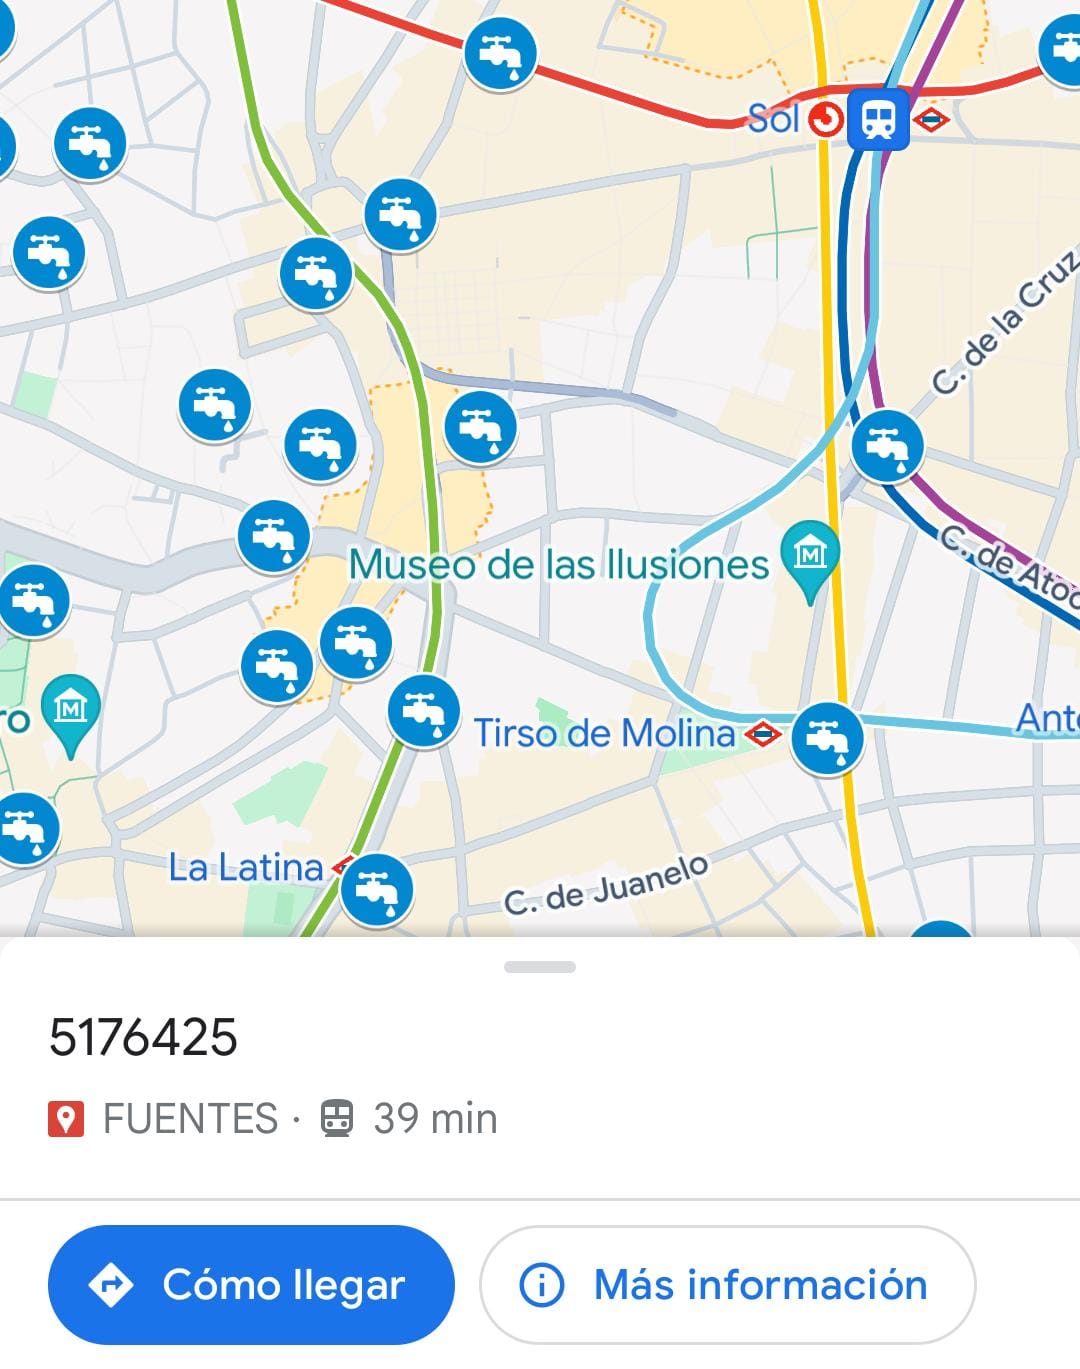 Sol
C. de la Cruz
Museo de las Ilusiones
C. de Atoc
ro
M
M
Tirso de Molina
Ant
La Latina
C. de Juanelo
5176425
FUENTES · 39 min
Cómo llegar
Más información